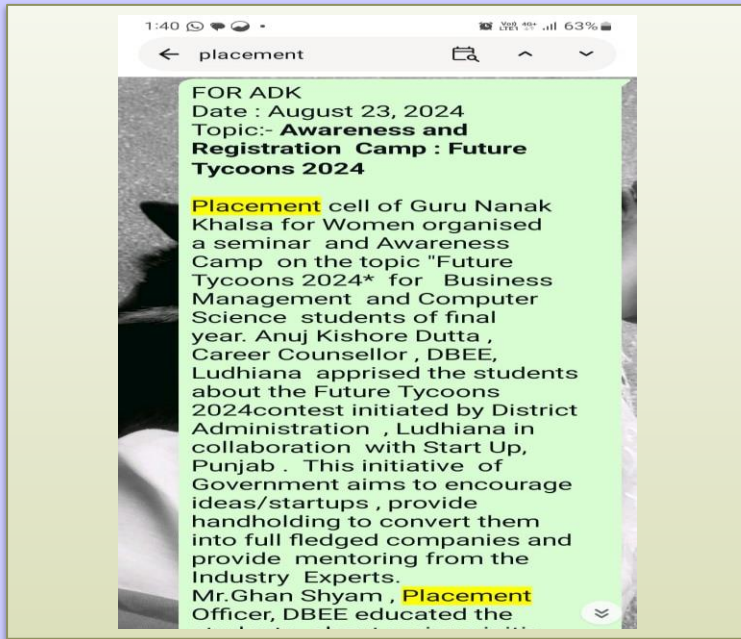 1:40
63%
placement
FOR ADK
Date : August 23, 2024
Topic:- Awareness and
Registration Camp : Future
Tycoons 2024
Placement cell of Guru Nanak
Khalsa for Women organised
a seminar and Awareness
Camp on the topic "Future
Tycoons 2024* for Business
Management and Computer
Science students of final
year. Anuj Kishore Dutta ,
Career Counsellor , DBEE,
Ludhiana apprised the students
about the Future Tycoons
2024contest initiated by District
Administration , Ludhiana in
collaboration with Start Up,
Punjab . This initiative of
Government aims to encourage
ideas/startups , provide
handholding to convert them
into full fledged companies and
provide mentoring from the
Industry Experts.
Mr.Ghan Shyam , Placement
Officer, DBEE educated the